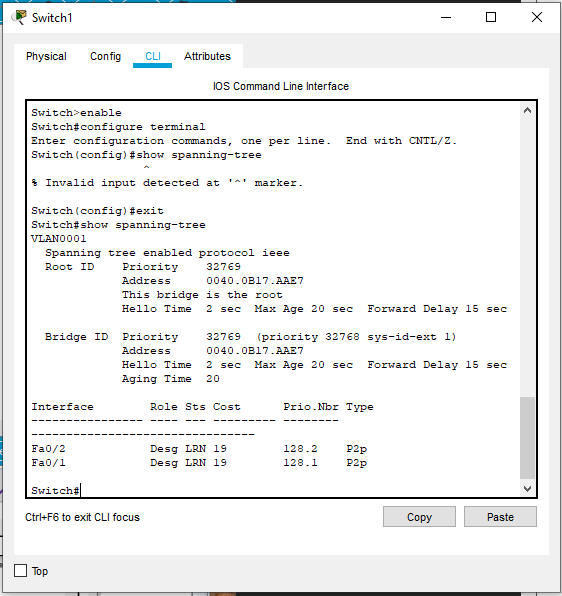 Switch1
Physical Config CLI Attributes
IOS Command Line Interface
Switch>enable
Switch#configure terminal
Enter configuration commands, one per line.  End with CNTL/Z.
Switch(config)#show spanning-tree
                ^
% Invalid input detected at '^' marker.

Switch(config)#exit
Switch#show spanning-tree
VLAN0001
  Spanning tree enabled protocol ieee
  Root ID    Priority    32769
             Address     0040.0B17.AAE7
             This bridge is the root
             Hello Time  2 sec  Max Age 20 sec  Forward Delay 15 sec

  Bridge ID  Priority    32769  (priority 32768 sys-id-ext 1)
             Address     0040.0B17.AAE7
             Hello Time  2 sec  Max Age 20 sec  Forward Delay 15 sec
             Aging Time  20

Interface        Role Sts Cost      Prio.Nbr Type
---------------- ---- --- --------- -------- --------------------------------
Fa0/2            Desg LRN 19        128.2    P2p
Fa0/1            Desg LRN 19        128.1    P2p

Switch#
Ctrl+F6 to exit CLI focus
Copy Paste
Top